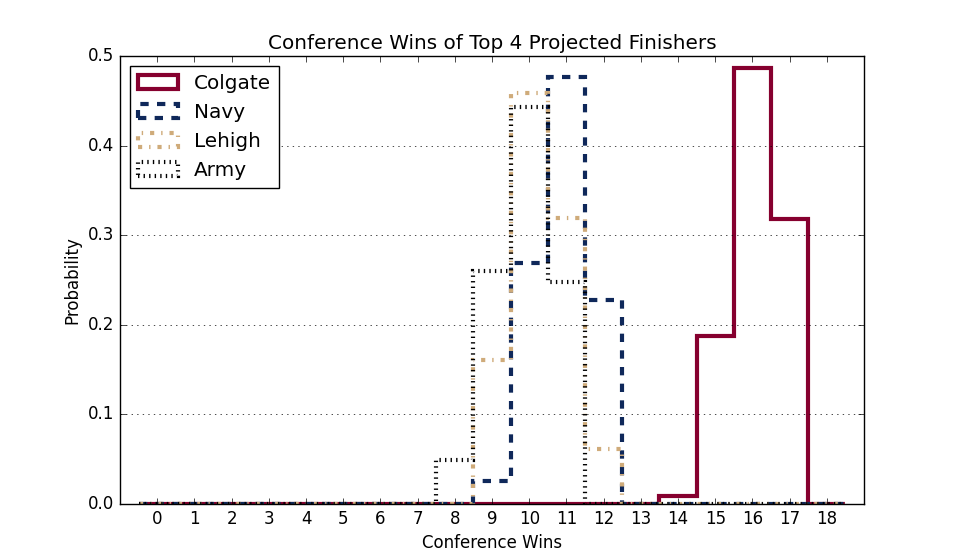 Conference Wins of Top 4 Projected Finishers
Colgate
Navy
Lehigh
Army
0.5
0.4
0.3
0.2
0.1
0.0
Probability
0 1 2 3 4 5 6 7 8 9 10 11 12 13 14 15 16 17 18
Conference Wins